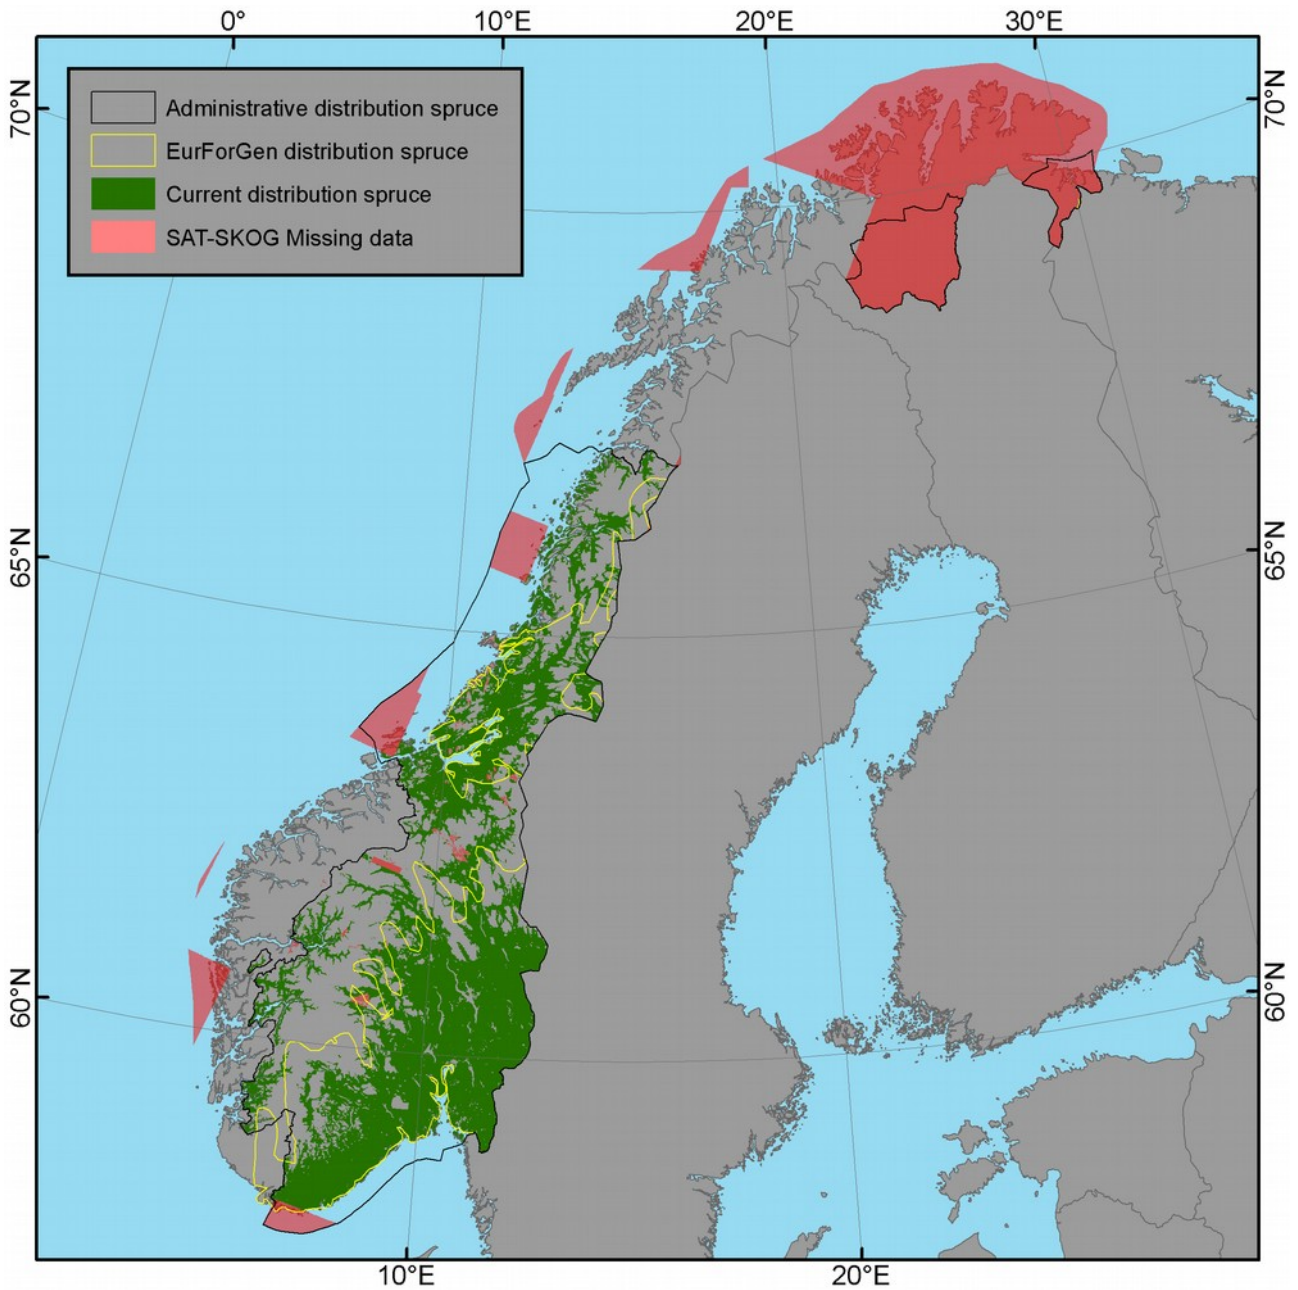 0° 10°E 20°E 30°E
70°N 70°N
Administrative distribution spruce
EurForGen distribution spruce
Current distribution spruce
SAT-SKOG Missing data
65°N 65°N
60°N 60°N
10°E 20°E